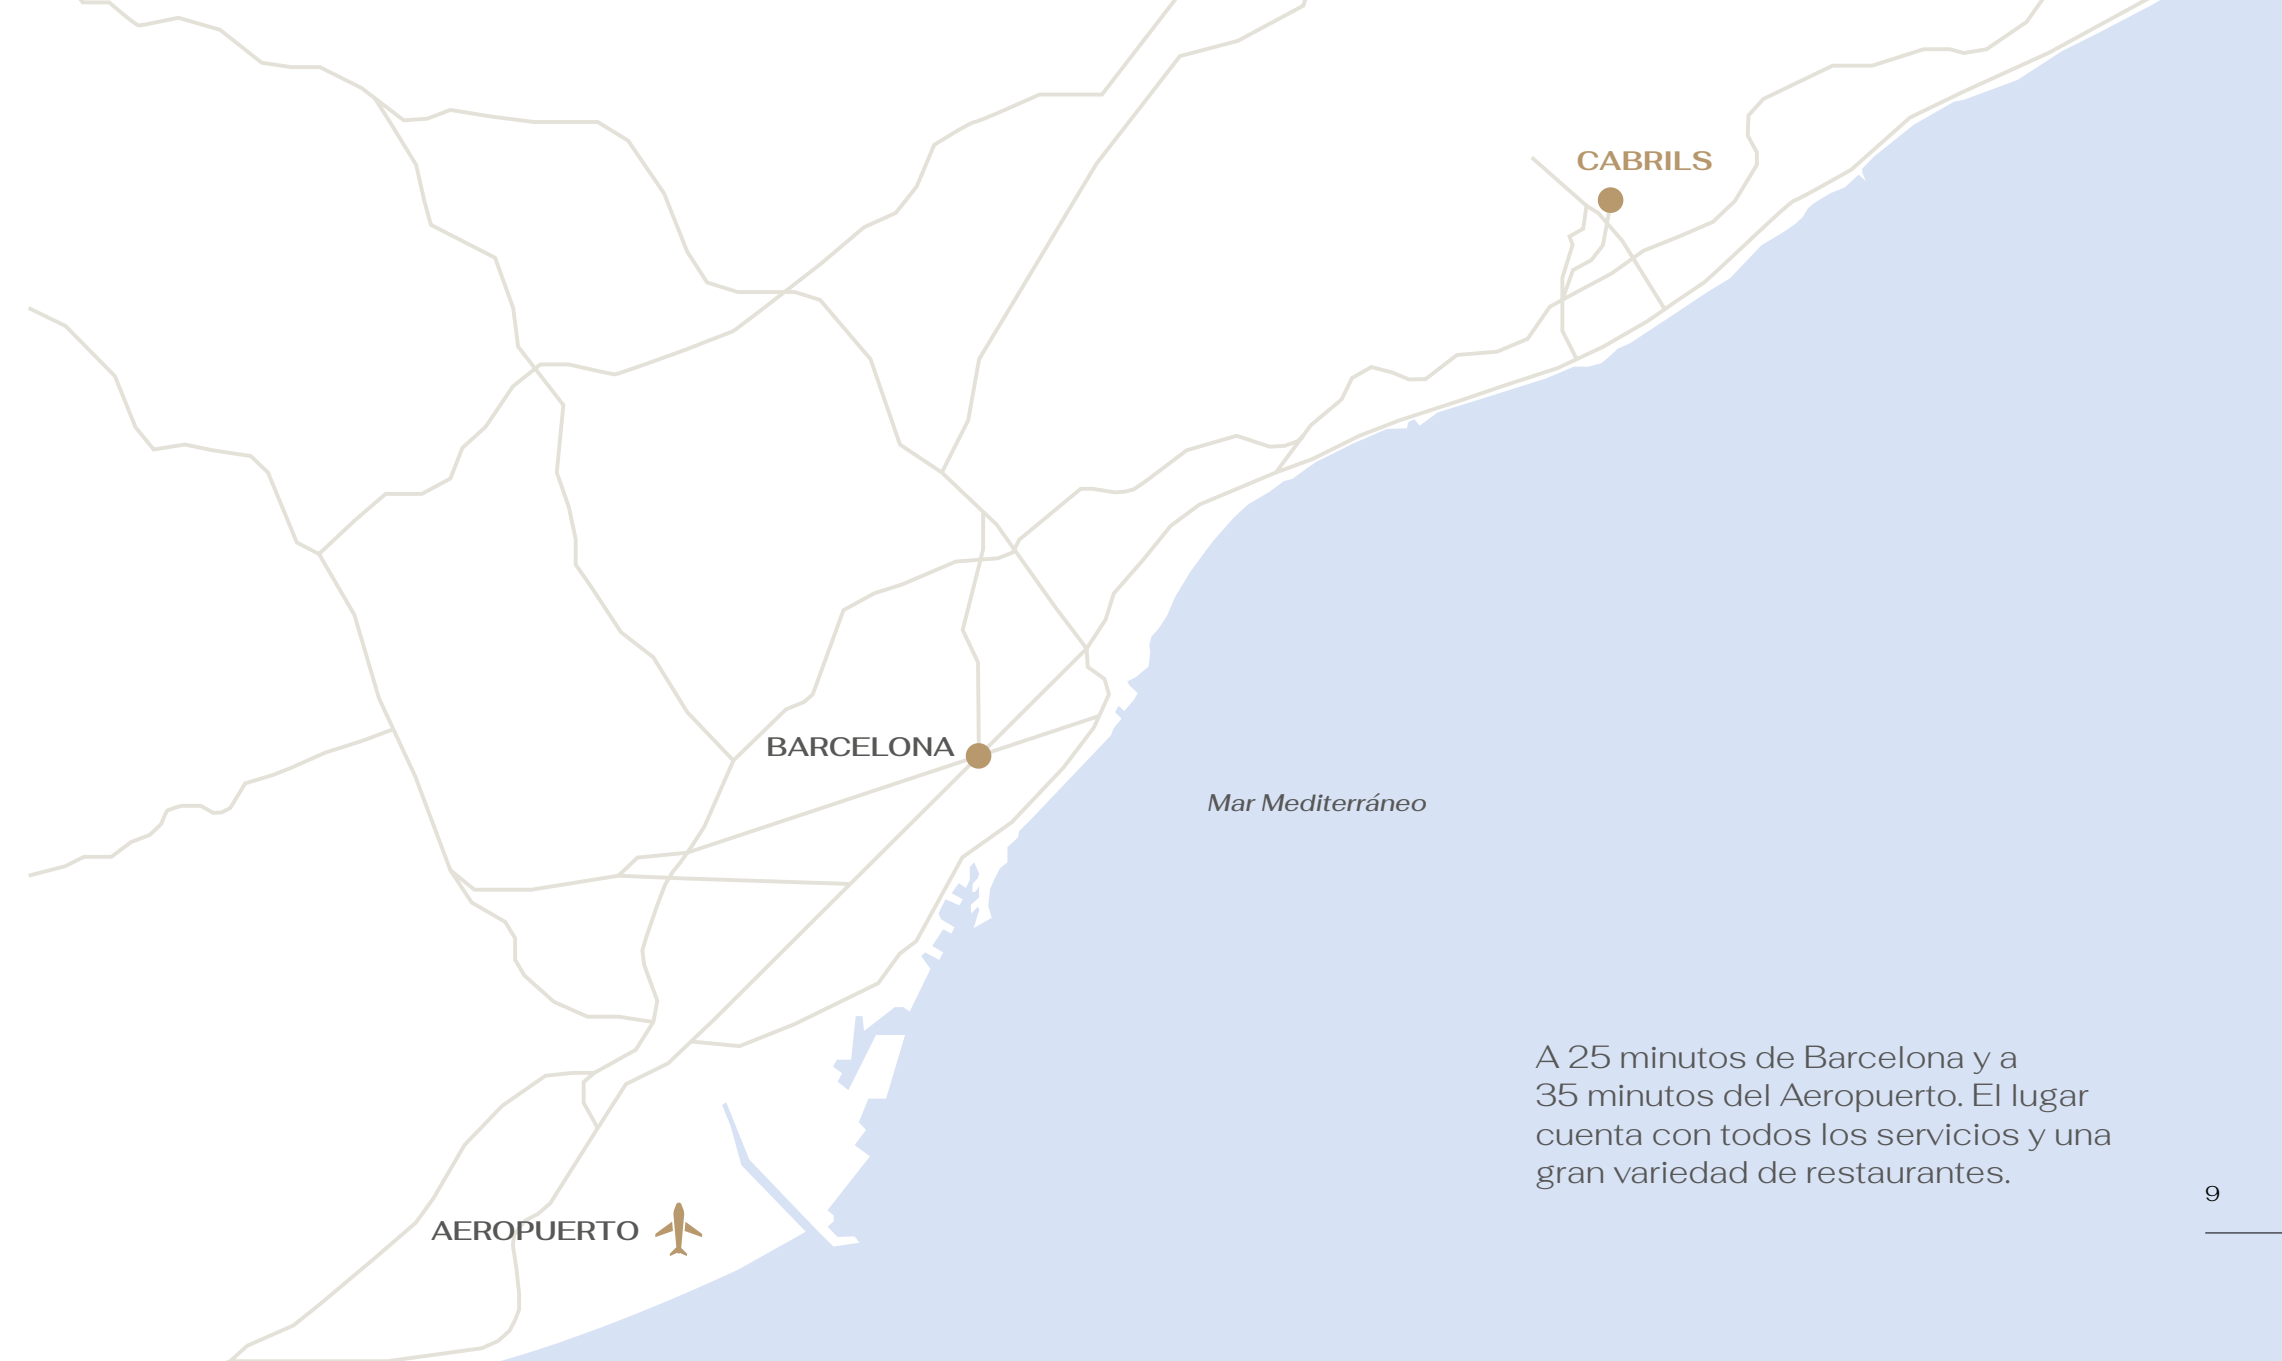 CABRILS
BARCELONA
Mar Mediterráneo
A 25 minutos de Barcelona y a
35 minutos del Aeropuerto. El lugar
cuenta con todos los servicios y una
gran variedad de restaurantes.
9
AEROPUERTO